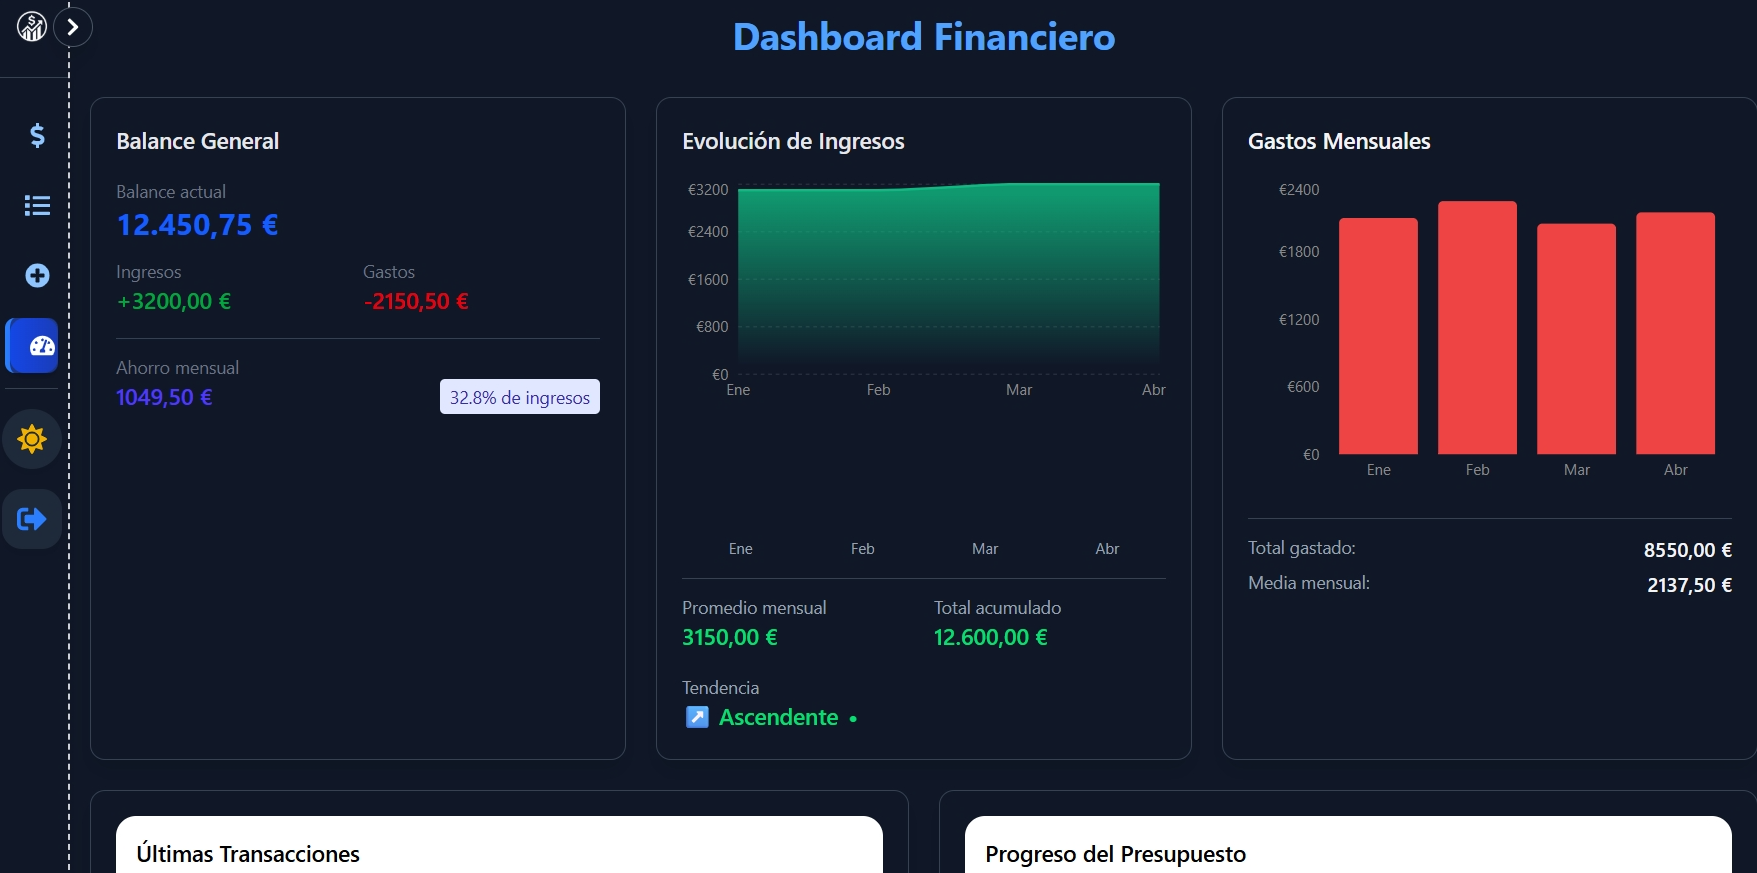 Dashboard Financiero
Balance General
Balance actual
12.450,75 €
Ingresos
+3200,00 €
Gastos
-2150,50 €
Ahorro mensual
1049,50 €
32.8% de ingresos
Evolución de Ingresos
€3200
€2400
€1600
€800
€0
Ene Feb Mar Abr
Ene Feb Mar Abr
Promedio mensual
3150,00 €
Total acumulado
12.600,00 €
Tendencia
↗ Ascendente •
Gastos Mensuales
€2400
€1800
€1200
€600
€0
Ene Feb Mar Abr
Total gastado: 8550,00 €
Media mensual: 2137,50 €
Últimas Transacciones
Progreso del Presupuesto